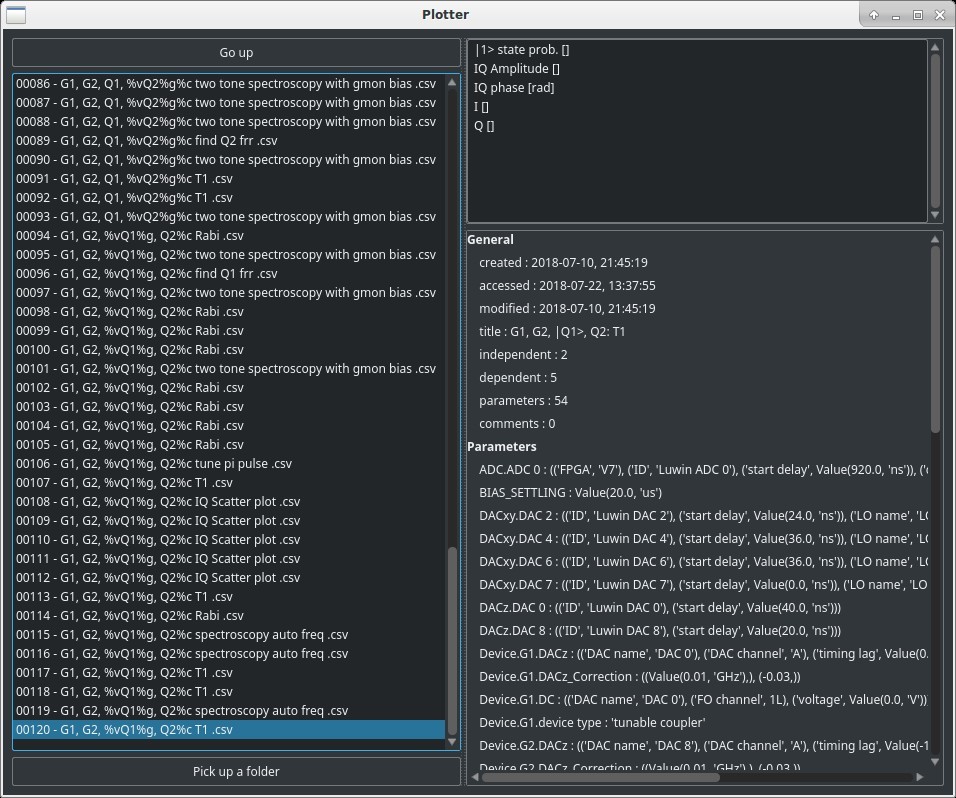 Plotter
Go up
00086 - G1, G2, Q1, %vQ2%g%c two tone spectroscopy with gmon bias .csv
00087 - G1, G2, Q1, %vQ2%g%c two tone spectroscopy with gmon bias .csv
00088 - G1, G2, Q1, %vQ2%g%c two tone spectroscopy with gmon bias .csv
00089 - G1, G2, Q1, %vQ2%g%c find Q2 frr .csv
00090 - G1, G2, Q1, %vQ2%g%c two tone spectroscopy with gmon bias .csv
00091 - G1, G2, Q1, %vQ2%g%c T1 .csv
00092 - G1, G2, Q1, %vQ2%g%c T1 .csv
00093 - G1, G2, Q1, %vQ2%g%c two tone spectroscopy with gmon bias .csv
00094 - G1, G2, %vQ1%g, Q2%c Rabi .csv
00095 - G1, G2, %vQ1%g, Q2%c two tone spectroscopy with gmon bias .csv
00096 - G1, G2, %vQ1%g, Q2%c find Q1 frr .csv
00097 - G1, G2, %vQ1%g, Q2%c two tone spectroscopy with gmon bias .csv
00098 - G1, G2, %vQ1%g, Q2%c Rabi .csv
00099 - G1, G2, %vQ1%g, Q2%c Rabi .csv
00100 - G1, G2, %vQ1%g, Q2%c Rabi .csv
00101 - G1, G2, %vQ1%g, Q2%c two tone spectroscopy with gmon bias .csv
00102 - G1, G2, %vQ1%g, Q2%c Rabi .csv
00103 - G1, G2, %vQ1%g, Q2%c Rabi .csv
00104 - G1, G2, %vQ1%g, Q2%c Rabi .csv
00105 - G1, G2, %vQ1%g, Q2%c Rabi .csv
00106 - G1, G2, %vQ1%g, Q2%c tune pi pulse .csv
00107 - G1, G2, %vQ1%g, Q2%c T1 .csv
00108 - G1, G2, %vQ1%g, Q2%c IQ Scatter plot .csv
00109 - G1, G2, %vQ1%g, Q2%c IQ Scatter plot .csv
00110 - G1, G2, %vQ1%g, Q2%c IQ Scatter plot .csv
00111 - G1, G2, %vQ1%g, Q2%c IQ Scatter plot .csv
00112 - G1, G2, %vQ1%g, Q2%c IQ Scatter plot .csv
00113 - G1, G2, %vQ1%g, Q2%c T1 .csv
00114 - G1, G2, %vQ1%g, Q2%c Rabi .csv
00115 - G1, G2, %vQ1%g, Q2%c spectroscopy auto freq .csv
00116 - G1, G2, %vQ1%g, Q2%c spectroscopy auto freq .csv
00117 - G1, G2, %vQ1%g, Q2%c T1 .csv
00118 - G1, G2, %vQ1%g, Q2%c T1 .csv
00119 - G1, G2, %vQ1%g, Q2%c spectroscopy auto freq .csv
00120 - G1, G2, %vQ1%g, Q2%c T1 .csv
Pick up a folder
|1> state prob. []
IQ Amplitude []
IQ phase [rad]
I []
Q []
General
created : 2018-07-10, 21:45:19
accessed : 2018-07-22, 13:37:55
modified : 2018-07-10, 21:45:19
title : G1, G2, |Q1>, Q2: T1
independent : 2
dependent : 5
parameters : 54
comments : 0
Parameters
ADC.ADC 0 : (('FPGA', 'V7'), ('ID', 'Luwin ADC 0'), ('start delay', Value(920.0, 'ns')), ('
BIAS_SETTLING : Value(20.0, 'us')
DACxy.DAC 2 : (('ID', 'Luwin DAC 2'), ('start delay', Value(24.0, 'ns')), ('LO name', 'L
DACxy.DAC 4 : (('ID', 'Luwin DAC 4'), ('start delay', Value(36.0, 'ns')), ('LO name', 'L
DACxy.DAC 6 : (('ID', 'Luwin DAC 6'), ('start delay', Value(36.0, 'ns')), ('LO name', 'L
DACxy.DAC 7 : (('ID', 'Luwin DAC 7'), ('start delay', Value(0.0, 'ns')), ('LO name', 'LO
DACz.DAC 0 : (('ID', 'Luwin DAC 0'), ('start delay', Value(40.0, 'ns')))
DACz.DAC 8 : (('ID', 'Luwin DAC 8'), ('start delay', Value(20.0, 'ns')))
Device.G1.DACz : (('DAC name', 'DAC 0'), ('DAC channel', 'A'), ('timing lag', Value(0.
Device.G1.DACz_Correction : ((Value(0.01, 'GHz'),), (-0.03,))
Device.G1.DC : (('DAC name', 'DAC 0'), ('FO channel', 1L), ('voltage', Value(0.0, 'V'))
Device.G1.device type : 'tunable coupler'
Device.G2.DACz : (('DAC name', 'DAC 8'), ('DAC channel', 'A'), ('timing lag', Value(-1
Device.G2.DACz_Correction : ((Value(0.01, 'GHz'),), (-0.03,))